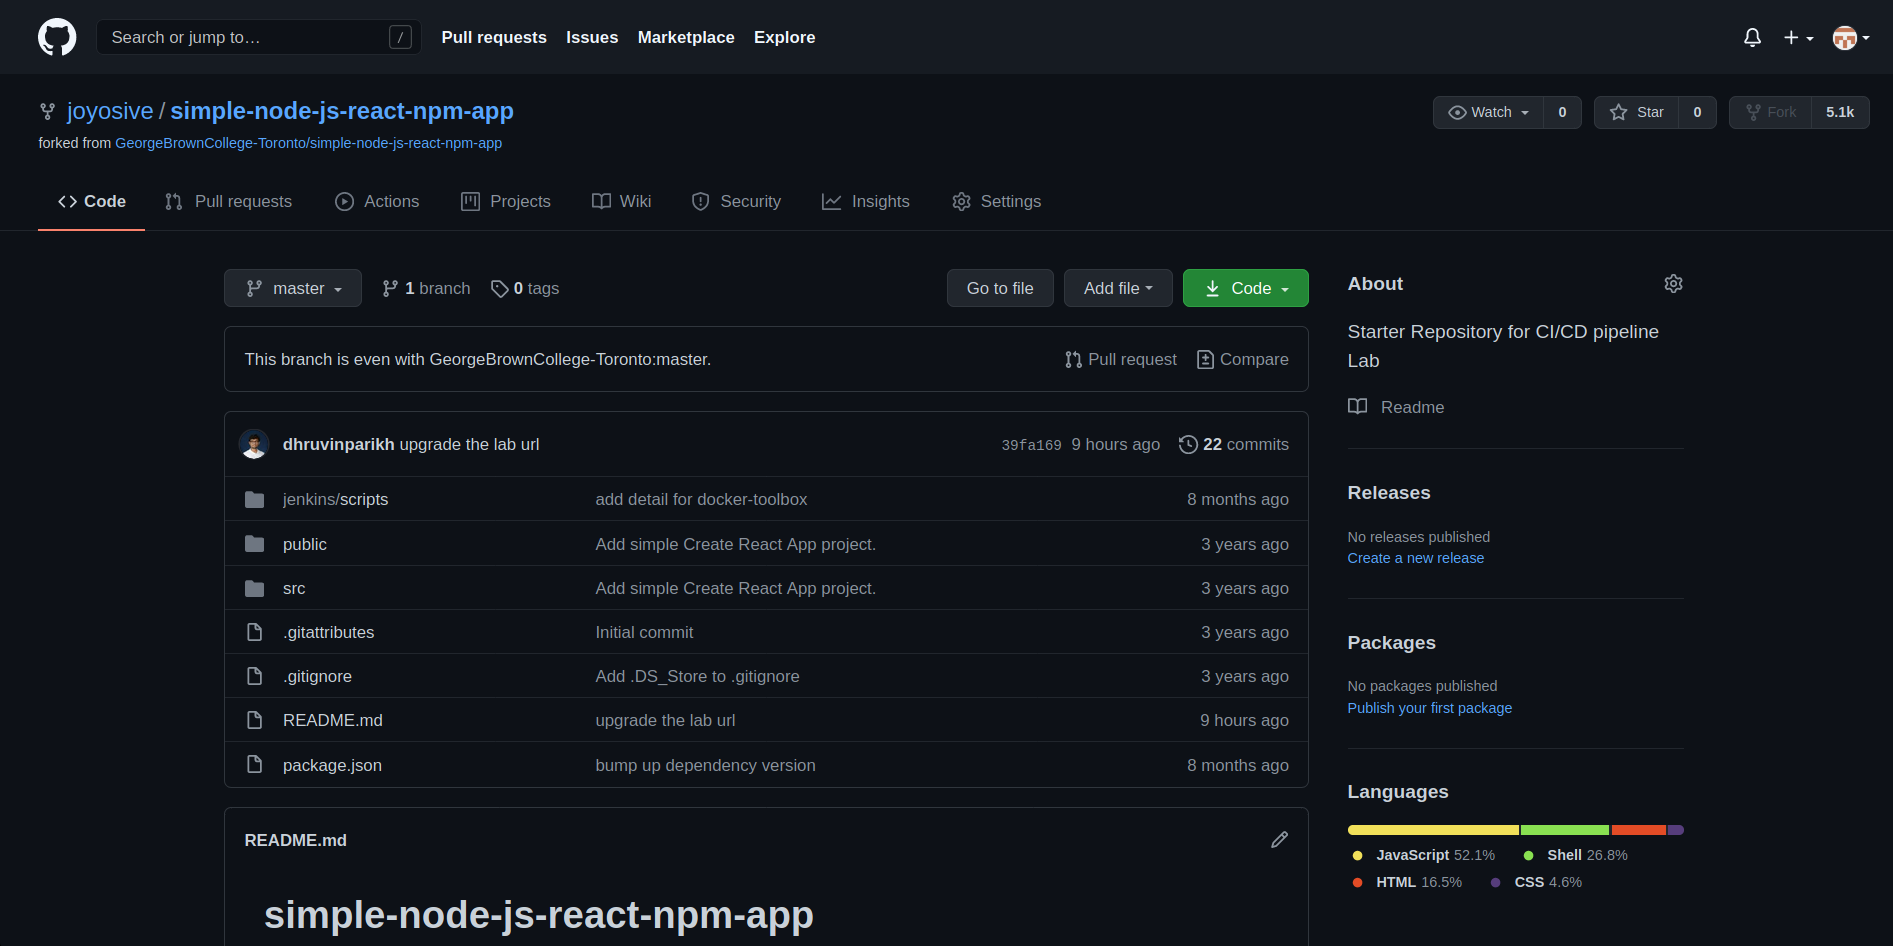 Search or jump to… /
Pull requests Issues Marketplace Explore
joyosive / simple-node-js-react-npm-app
forked from GeorgeBrownCollege-Toronto/simple-node-js-react-npm-app
Watch 0 Star 0 Fork 5.1k
Code Pull requests Actions Projects Wiki Security Insights Settings
master 1 branch 0 tags
Go to file Add file Code
This branch is even with GeorgeBrownCollege-Toronto:master.
Pull request Compare
dhruvinparikh upgrade the lab url 39fa169 9 hours ago 22 commits
jenkins/scripts add detail for docker-toolbox 8 months ago
public Add simple Create React App project. 3 years ago
src Add simple Create React App project. 3 years ago
.gitattributes Initial commit 3 years ago
.gitignore Add .DS_Store to .gitignore 3 years ago
README.md upgrade the lab url 9 hours ago
package.json bump up dependency version 8 months ago
README.md
simple-node-js-react-npm-app
About
Starter Repository for CI/CD pipeline
Lab
Readme
Releases
No releases published
Create a new release
Packages
No packages published
Publish your first package
Languages
JavaScript 52.1% Shell 26.8%
HTML 16.5% CSS 4.6%